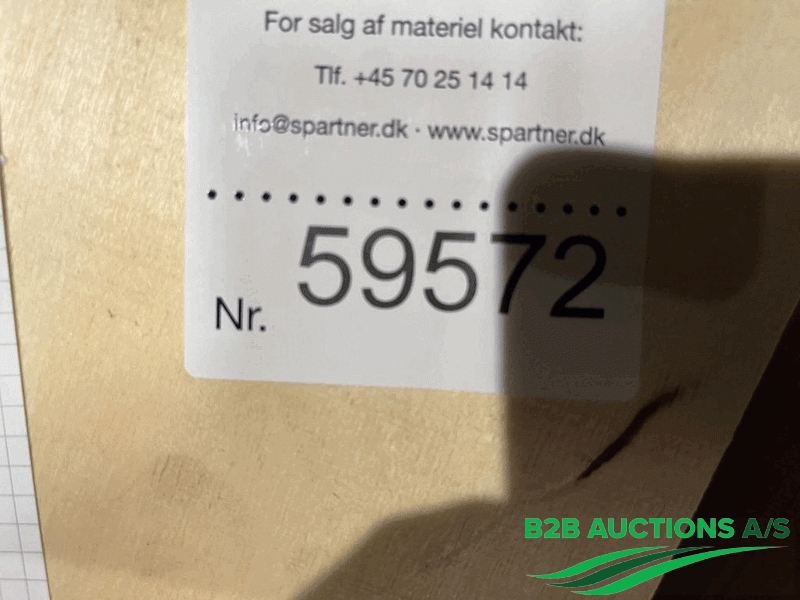 For salg af materiel kontakt:
Tlf. +45 70 25 14 14
info@spartner.dk · www.spartner.dk
Nr. 59572
B2B AUCTIONS A/S